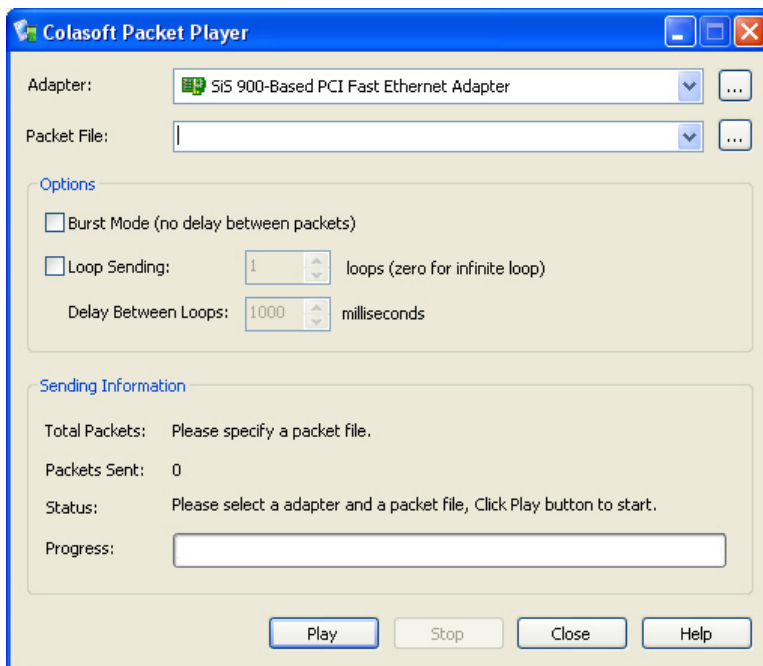 Colasoft Packet Player
Adapter: SiS 900-Based PCI Fast Ethernet Adapter ...
Packet File: ...
Options
Burst Mode (no delay between packets)
Loop Sending: 1 loops (zero for infinite loop)
Delay Between Loops: 1000 milliseconds
Sending Information
Total Packets: Please specify a packet file.
Packets Sent: 0
Status: Please select a adapter and a packet file, Click Play button to start.
Progress:
Play Stop Close Help